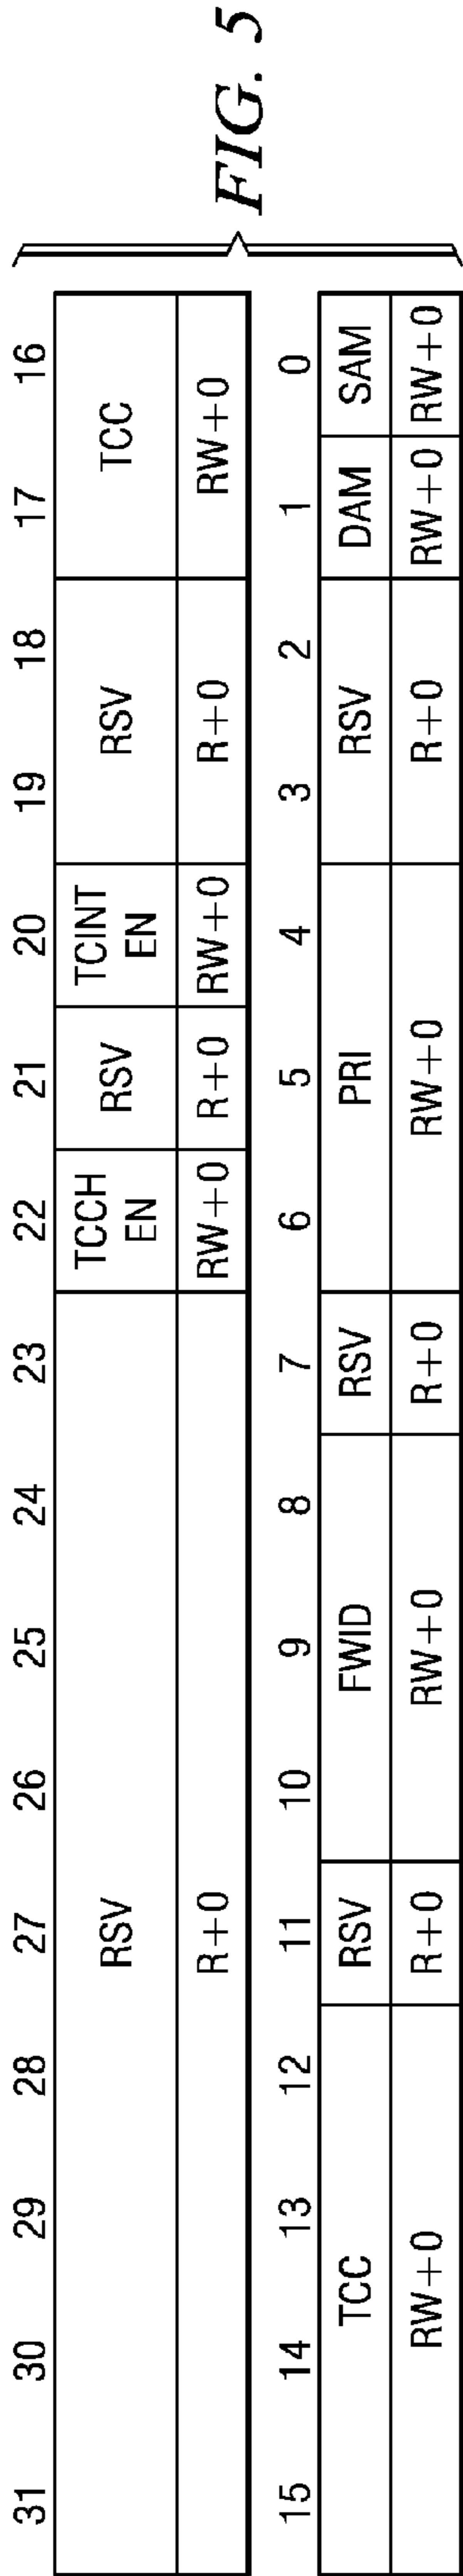 31 30 29 28 27 26 25 24 23 22 21 20 19 18 17 16
RSV TCCH EN RSV TCINT EN RSV TCC
R+0 RW+0 R+0 RW+0 R+0 RW+0
15 14 13 12 11 10 9 8 7 6 5 4 3 2 1 0
TCC RSV FWID RSV PRI RSV DAM SAM
RW+0 R+0 RW+0 R+0 RW+0 R+0 RW+0 RW+0
FIG. 5